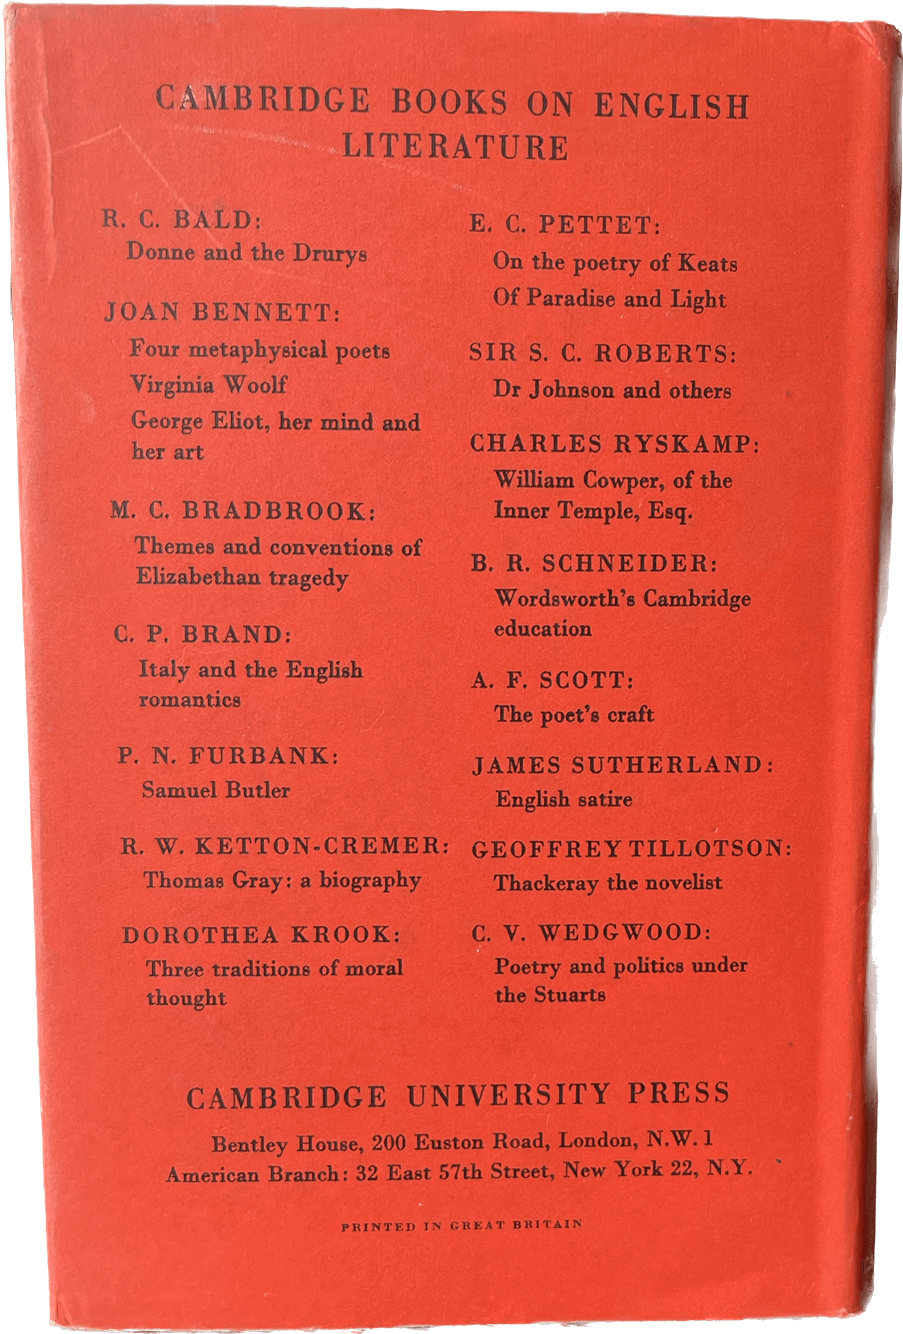 CAMBRIDGE BOOKS ON ENGLISH
LITERATURE
R. C. BALD:
Donne and the Drurys
JOAN BENNETT:
Four metaphysical poets
Virginia Woolf
George Eliot, her mind and
her art
M. C. BRADBROOK:
Themes and conventions of
Elizabethan tragedy
C. P. BRAND:
Italy and the English
romantics
P. N. FURBANK:
Samuel Butler
R. W. KETTON-CREMER:
Thomas Gray: a biography
DOROTHEA KROOK:
Three traditions of moral
thought
E. C. PETTET:
On the poetry of Keats
Of Paradise and Light
SIR S. C. ROBERTS:
Dr Johnson and others
CHARLES RYSKAMP:
William Cowper, of the
Inner Temple, Esq.
B. R. SCHNEIDER:
Wordsworth's Cambridge
education
A. F. SCOTT:
The poet's craft
JAMES SUTHERLAND:
English satire
GEOFFREY TILLOTSON:
Thackeray the novelist
C. V. WEDGWOOD:
Poetry and politics under
the Stuarts
CAMBRIDGE UNIVERSITY PRESS
Bentley House, 200 Euston Road, London, N.W. 1
American Branch: 32 East 57th Street, New York 22, N.Y.
PRINTED IN GREAT BRITAIN